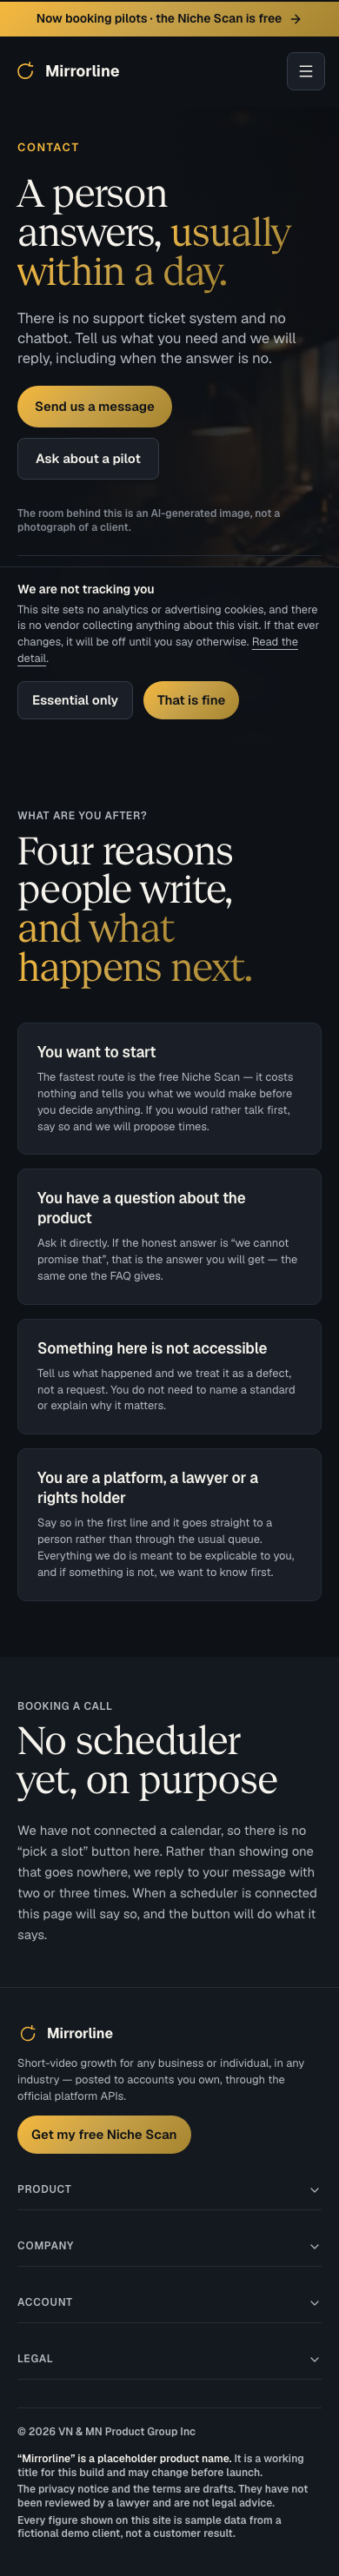 Now booking pilots · the Niche Scan is free →
Mirrorline
CONTACT
A person
answers, usually
within a day.
There is no support ticket system and no
chatbot. Tell us what you need and we will
reply, including when the answer is no.
Send us a message
Ask about a pilot
The room behind this is an AI-generated image, not a
photograph of a client.
We are not tracking you
This site sets no analytics or advertising cookies, and there
is no vendor collecting anything about this visit. If that ever
changes, it will be off until you say otherwise. Read the
detail.
Essential only
That is fine
WHAT ARE YOU AFTER?
Four reasons
people write,
and what
happens next.
You want to start
The fastest route is the free Niche Scan — it costs
nothing and tells you what we would make before
you decide anything. If you would rather talk first,
say so and we will propose times.
You have a question about the
product
Ask it directly. If the honest answer is “we cannot
promise that”, that is the answer you will get — the
same one the FAQ gives.
Something here is not accessible
Tell us what happened and we treat it as a defect,
not a request. You do not need to name a standard
or explain why it matters.
You are a platform, a lawyer or a
rights holder
Say so in the first line and it goes straight to a
person rather than through the usual queue.
Everything we do is meant to be explicable to you,
and if something is not, we want to know first.
BOOKING A CALL
No scheduler
yet, on purpose
We have not connected a calendar, so there is no
“pick a slot” button here. Rather than showing one
that goes nowhere, we reply to your message with
two or three times. When a scheduler is connected
this page will say so, and the button will do what it
says.
Mirrorline
Short-video growth for any business or individual, in any
industry — posted to accounts you own, through the
official platform APIs.
Get my free Niche Scan
PRODUCT
COMPANY
ACCOUNT
LEGAL
© 2026 VN & MN Product Group Inc
“Mirrorline” is a placeholder product name. It is a working
title for this build and may change before launch.
The privacy notice and the terms are drafts. They have not
been reviewed by a lawyer and are not legal advice.
Every figure shown on this site is sample data from a
fictional demo client, not a customer result.